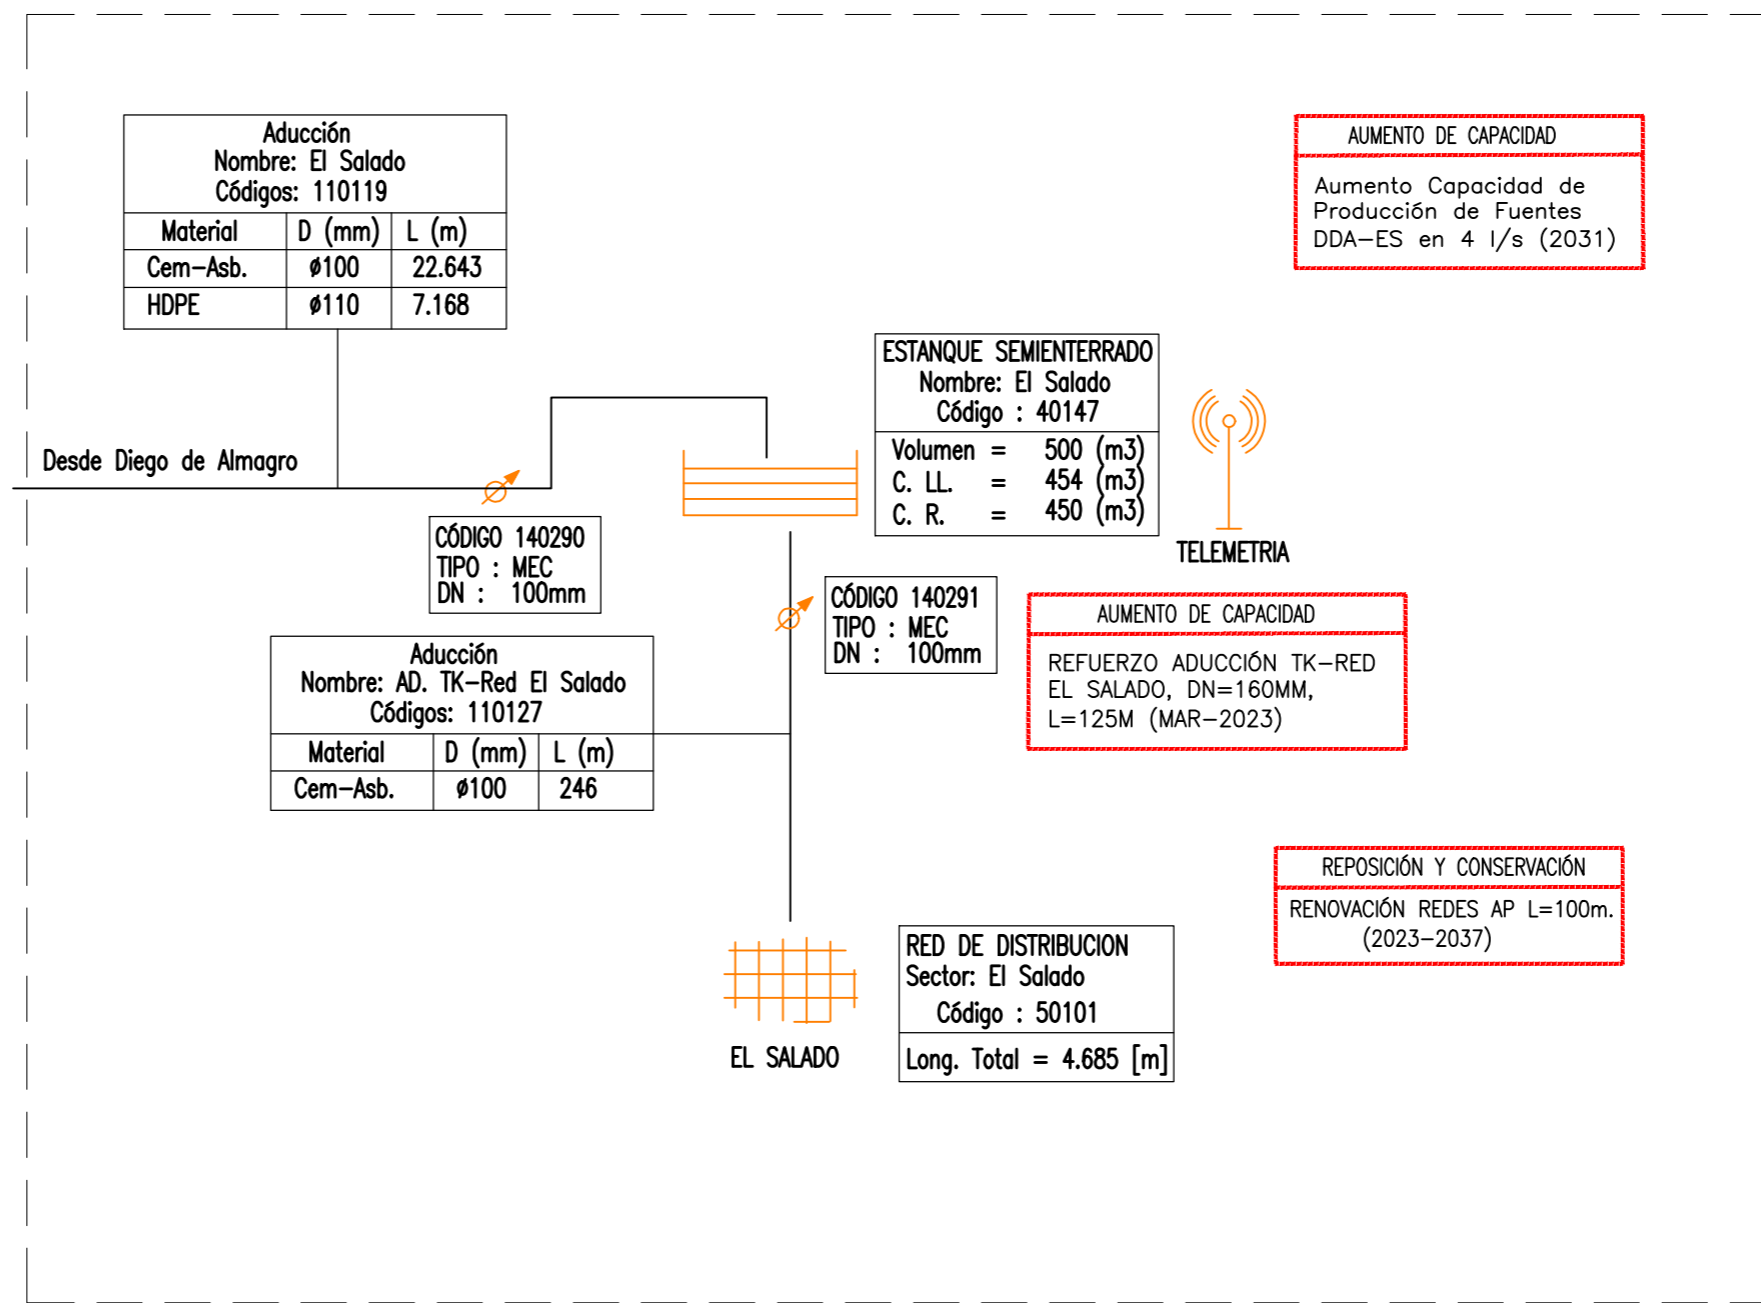 Aducción
Nombre: El Salado
Códigos: 110119
Material D (mm) L (m)
Cem-Asb. ø100 22.643
HDPE ø110 7.168
AUMENTO DE CAPACIDAD
Aumento Capacidad de
Producción de Fuentes
DDA-ES en 4 l/s (2031)
Desde Diego de Almagro
ESTANQUE SEMIENTERRADO
Nombre: El Salado
Código : 40147
Volumen = 500 (m3)
C. LL. = 454 (m3)
C. R. = 450 (m3)
TELEMETRIA
CÓDIGO 140290
TIPO : MEC
DN : 100mm
CÓDIGO 140291
TIPO : MEC
DN : 100mm
AUMENTO DE CAPACIDAD
REFUERZO ADUCCIÓN TK-RED
EL SALADO, DN=160MM,
L=125M (MAR-2023)
Aducción
Nombre: AD. TK-Red El Salado
Códigos: 110127
Material D (mm) L (m)
Cem-Asb. ø100 246
REPOSICIÓN Y CONSERVACIÓN
RENOVACIÓN REDES AP L=100m.
(2023-2037)
RED DE DISTRIBUCION
Sector: El Salado
Código : 50101
Long. Total = 4.685 [m]
EL SALADO